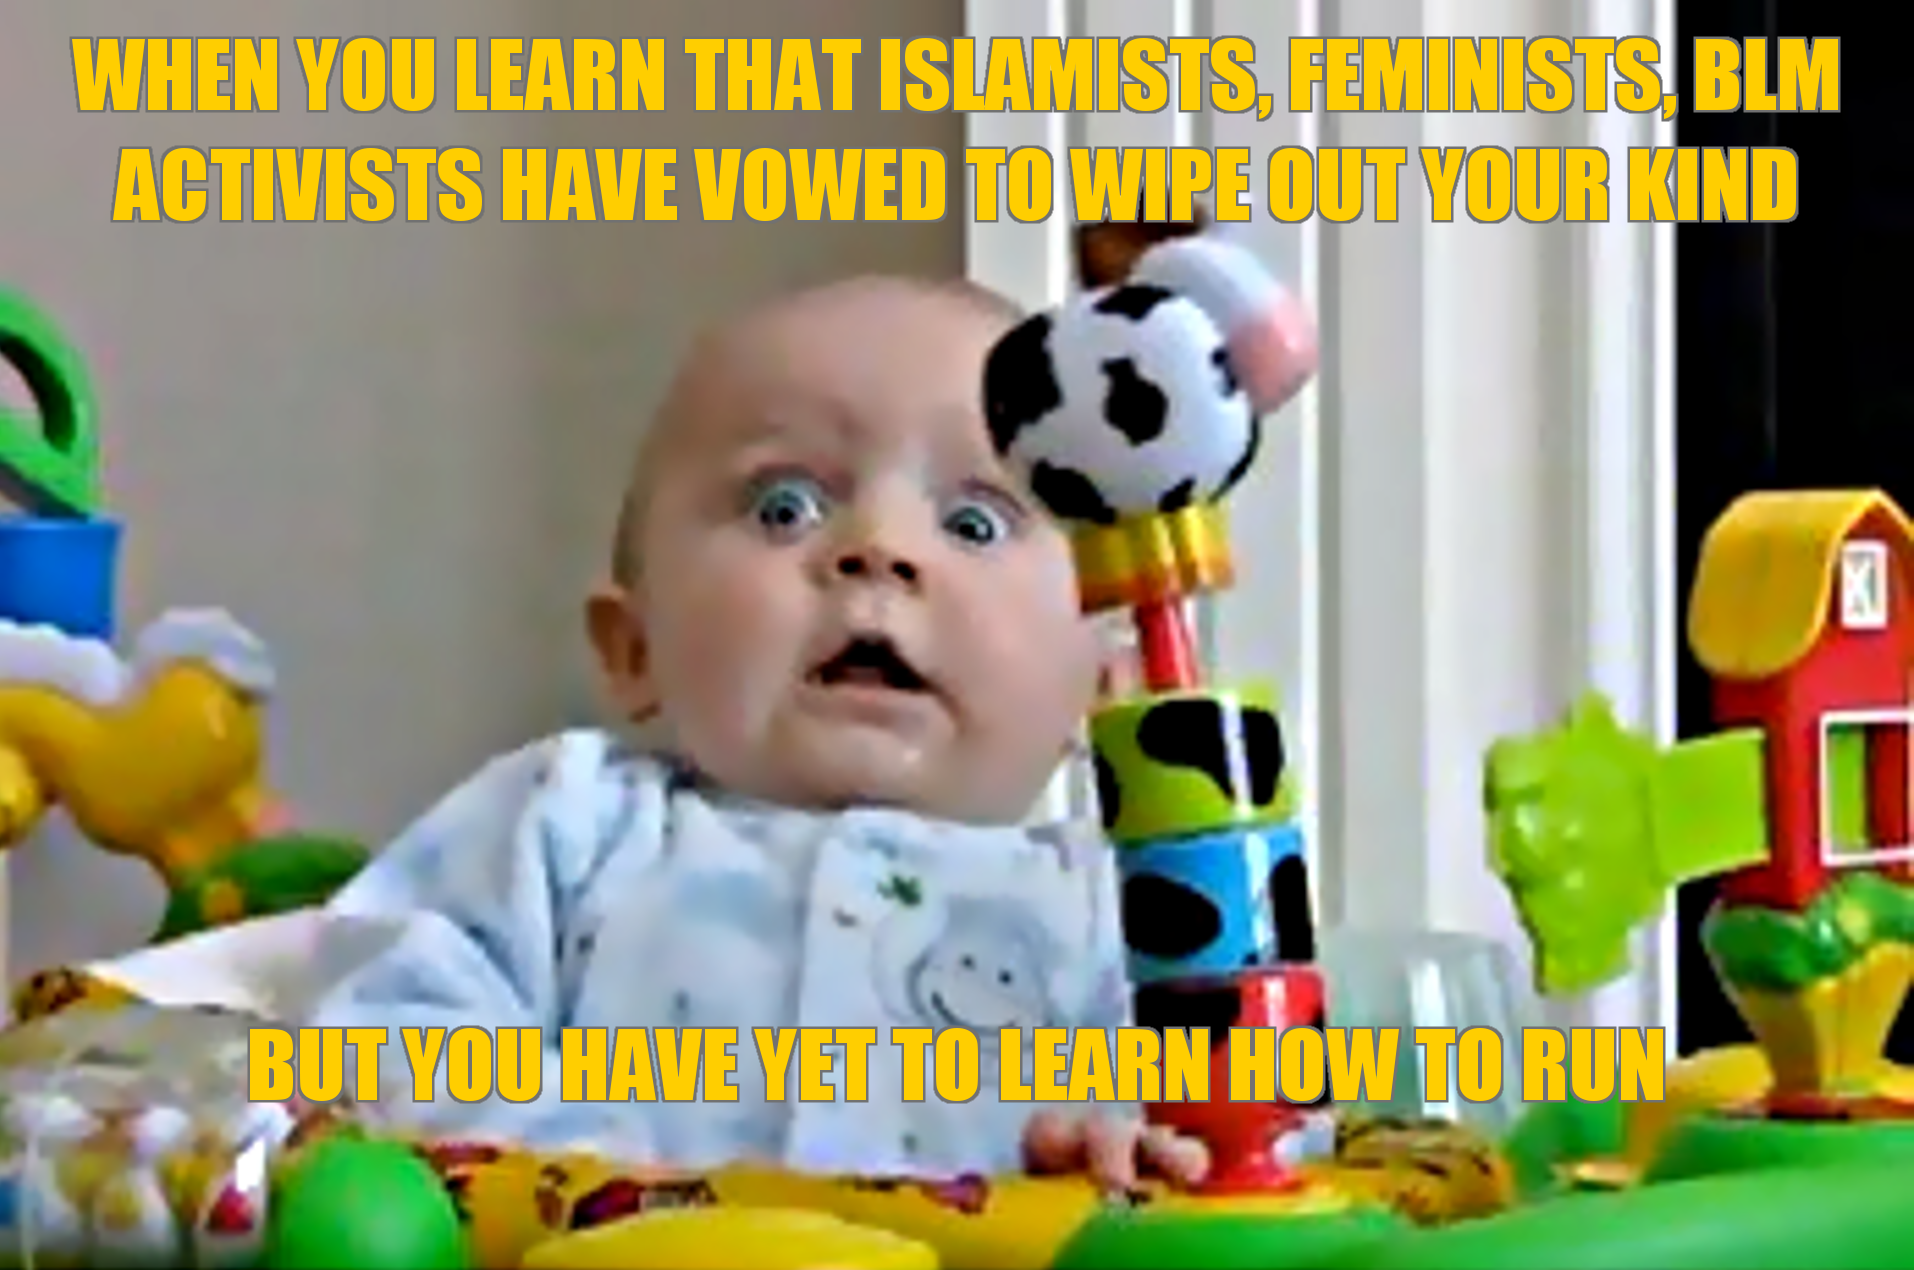 WHEN YOU LEARN THAT ISLAMISTS, FEMINISTS, BLM
ACTIVISTS HAVE VOWED TO WIPE OUT YOUR KIND
BUT YOU HAVE YET TO LEARN HOW TO RUN